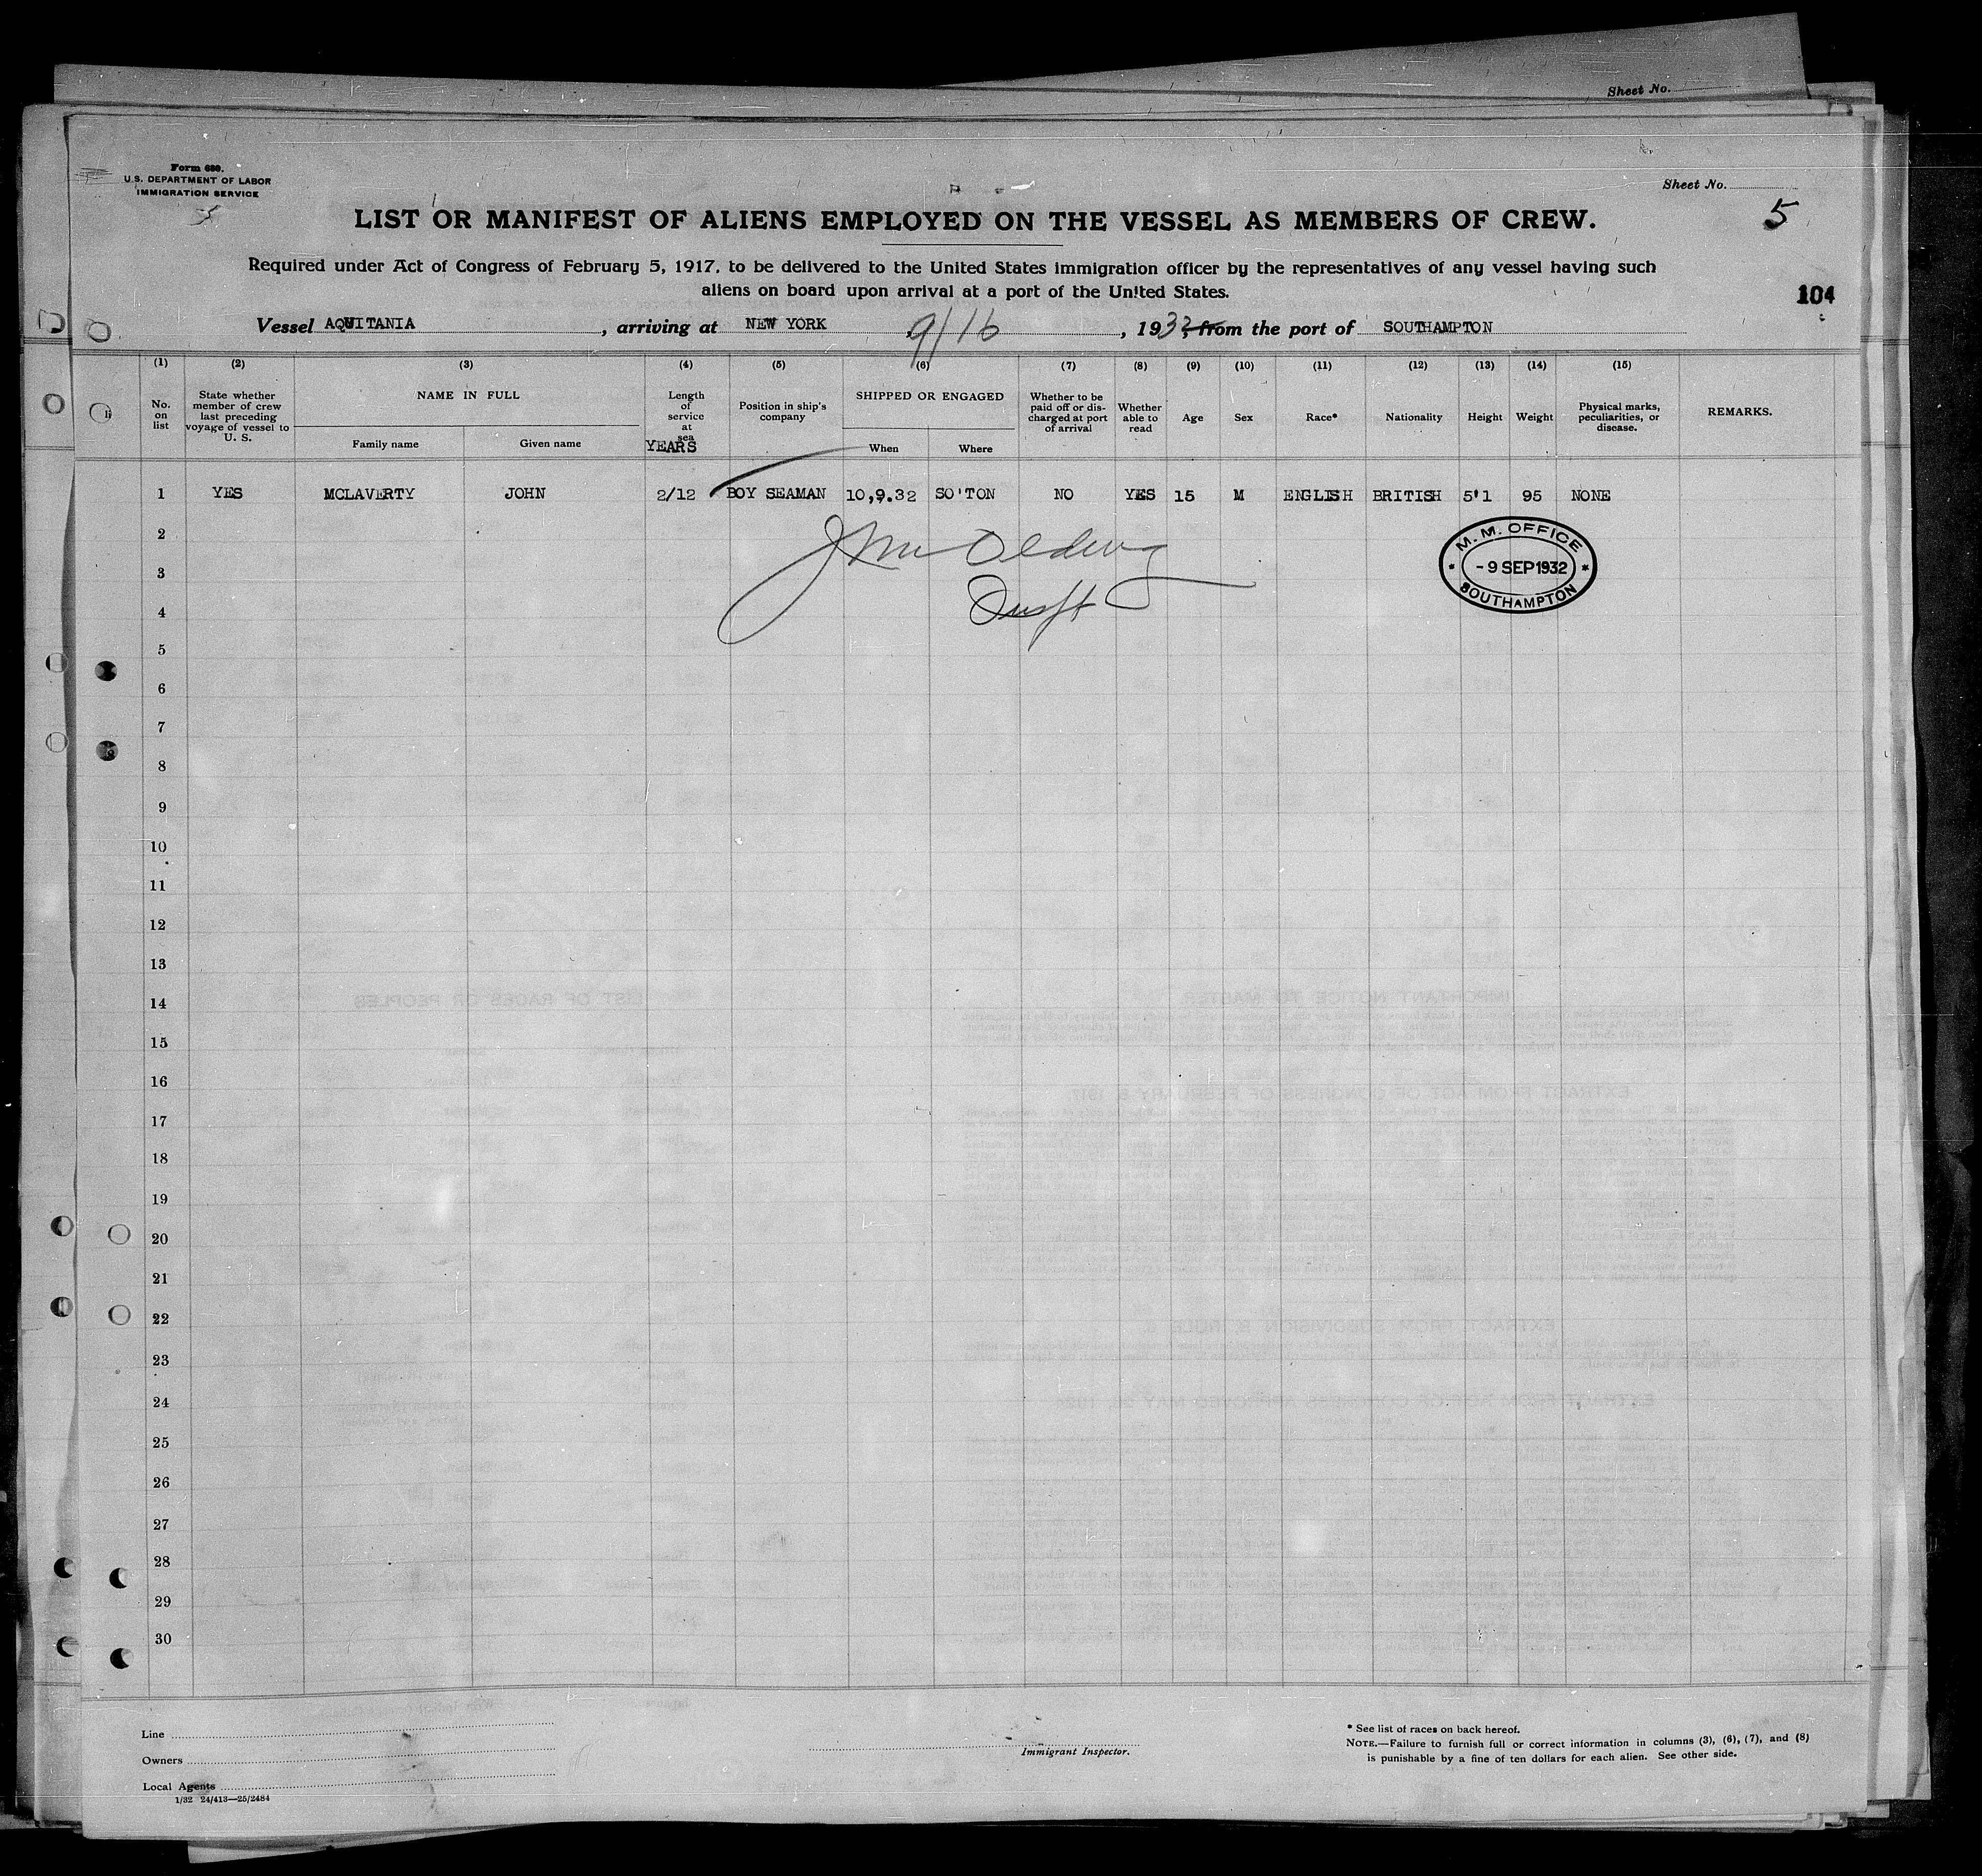 Sheet No.
Form 680.
U.S. DEPARTMENT OF LABOR
IMMIGRATION SERVICE
Sheet No.
5
LIST OR MANIFEST OF ALIENS EMPLOYED ON THE VESSEL AS MEMBERS OF CREW.
Required under Act of Congress of February 5, 1917, to be delivered to the United States immigration officer by the representatives of any vessel having such
aliens on board upon arrival at a port of the United States.
104
Vessel AQUITANIA, arriving at NEW YORK, 9/16, 1932, from the port of SOUTHAMPTON
(1) (2) (3) (4) (5) (6) (7) (8) (9) (10) (11) (12) (13) (14) (15)
No. on list
State whether member of crew last preceding voyage of vessel to U. S.
NAME IN FULL
Family name Given name
Length of service at sea
YEARS
Position in ship's company
SHIPPED OR ENGAGED
When Where
Whether to be paid off or discharged at port of arrival
Whether able to read
Age
Sex
Race*
Nationality
Height
Weight
Physical marks, peculiarities, or disease.
REMARKS.
1 YES MCLAVERTY JOHN 2/12 BOY SEAMAN 10,9.32 SO'TON NO YES 15 M ENGLISH BRITISH 5'1 95 NONE
M. M. OFFICE
- 9 SEP 1932
SOUTHAMPTON
2
3
4
5
6
7
8
9
10
11
12
13
14
15
16
17
18
19
20
21
22
23
24
25
26
27
28
29
30
Line
Owners
Local Agents
1/32 24/413—25/2484
Immigrant Inspector.
* See list of races on back hereof.
NOTE.—Failure to furnish full or correct information in columns (3), (6), (7), and (8)
is punishable by a fine of ten dollars for each alien. See other side.